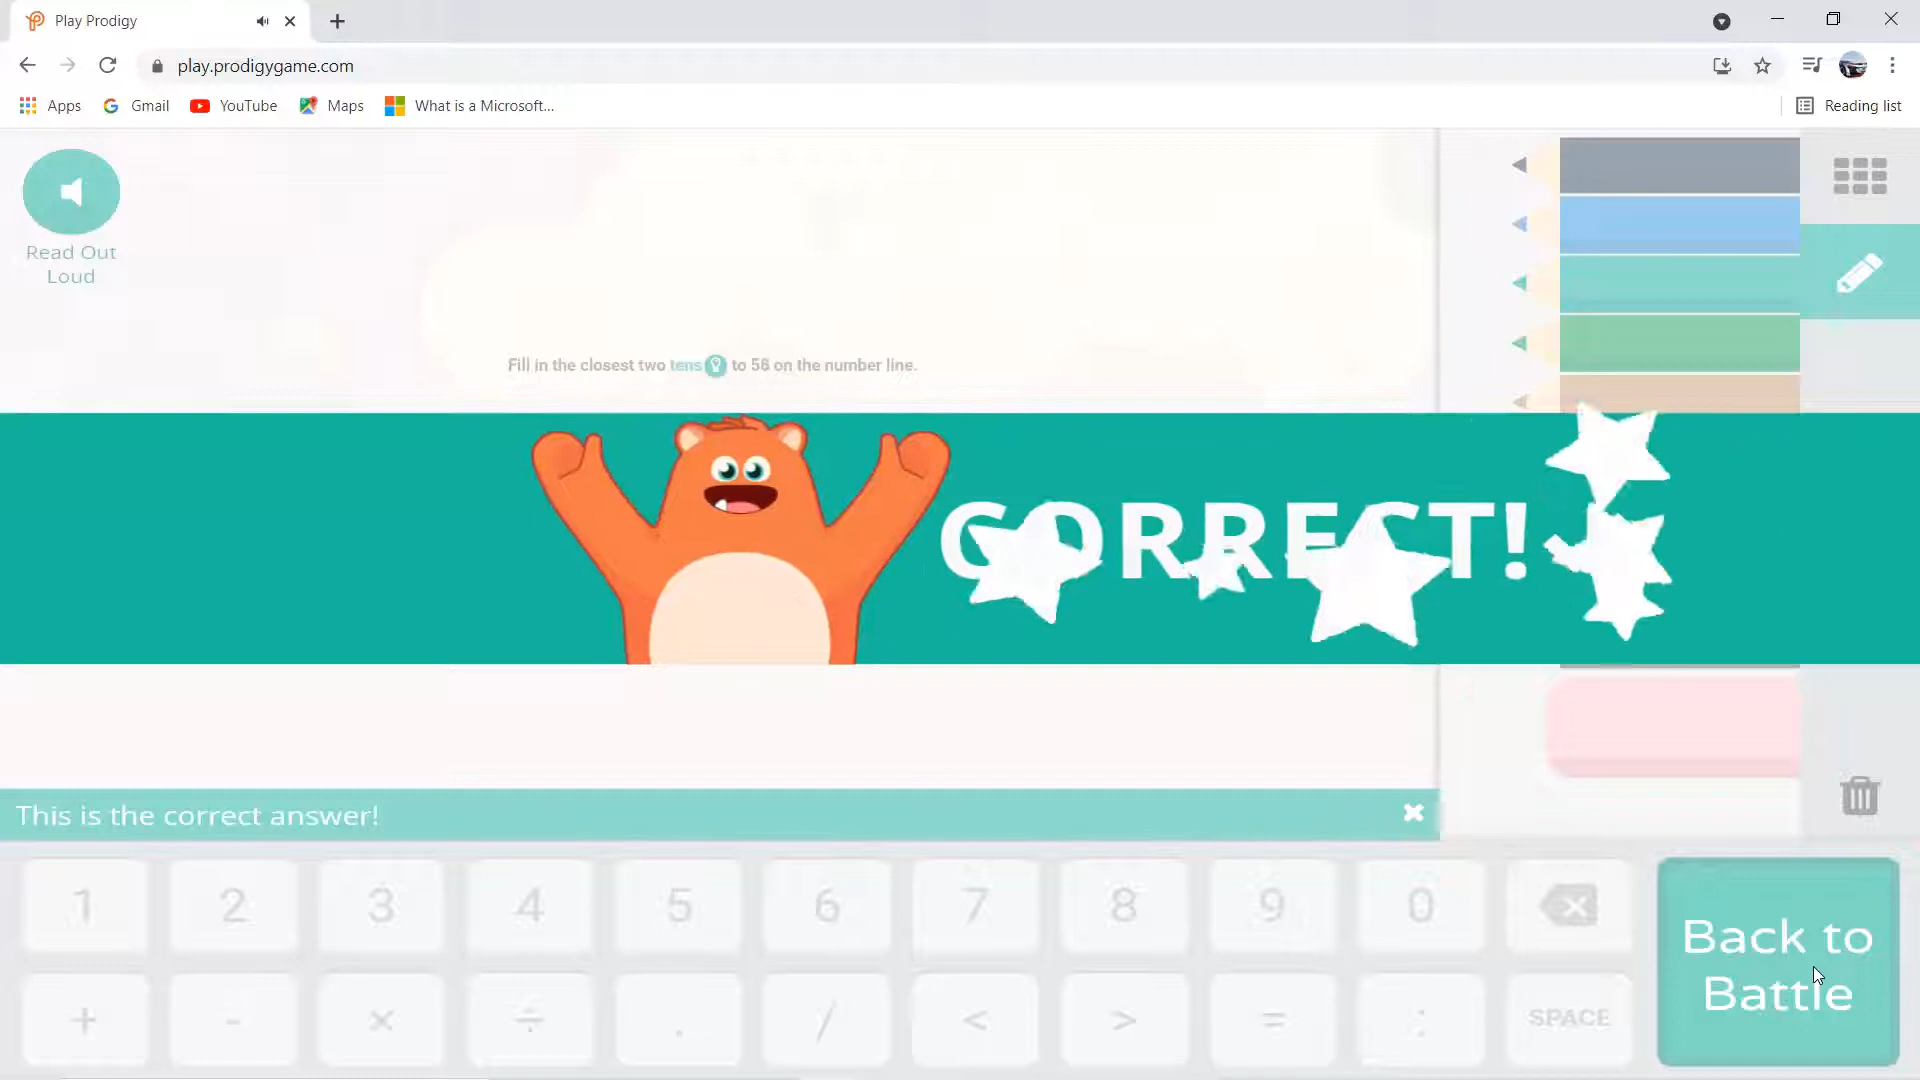 Play Prodigy
play.prodigygame.com
Apps Gmail YouTube Maps What is a Microsoft... Reading list
Read Out
Loud
Fill in the closest two tens to 56 on the number line.
CORRECT!
This is the correct answer!
1 2 3 4 5 6 7 8 9 0
+ - × ÷ . / < > = : SPACE
Back to
Battle